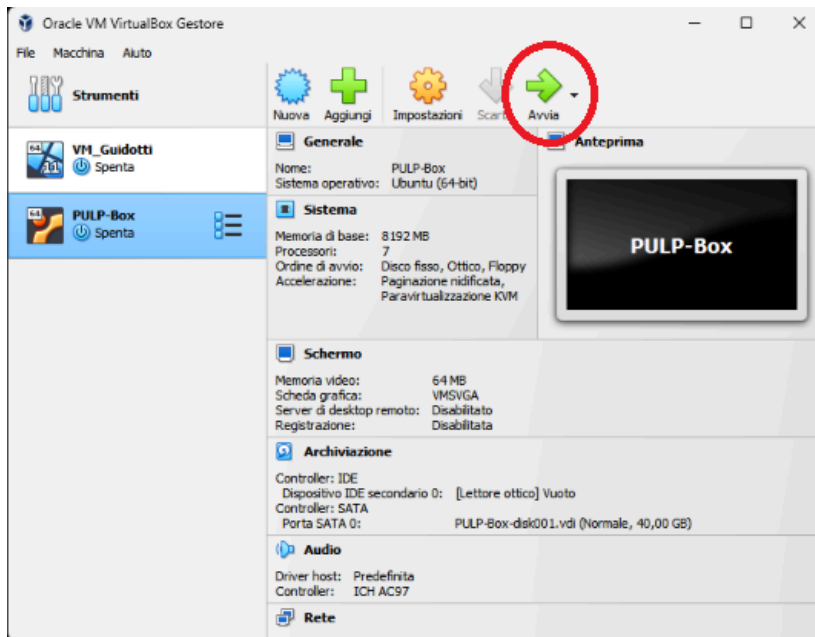 Oracle VM VirtualBox Gestore
File Macchina Aiuto
Strumenti
Nuova Aggiungi Impostazioni Scart Avvia
64
11
VM_Guidotti
Spenta
64
PULP-Box
Spenta
Generale
Nome: PULP-Box
Sistema operativo: Ubuntu (64-bit)
Anteprima
PULP-Box
Sistema
Memoria di base: 8192 MB
Processori: 7
Ordine di avvio: Disco fisso, Ottico, Floppy
Accelerazione: Paginazione nidificata,
Paravirtualizzazione KVM
Schermo
Memoria video: 64 MB
Scheda grafica: VMSVGA
Server di desktop remoto: Disabilitato
Registrazione: Disabilitata
Archiviazione
Controller: IDE
Dispositivo IDE secondario 0: [Lettore ottico] Vuoto
Controller: SATA
Porta SATA 0: PULP-Box-disk001.vdi (Normale, 40,00 GB)
Audio
Driver host: Predefinita
Controller: ICH AC97
Rete